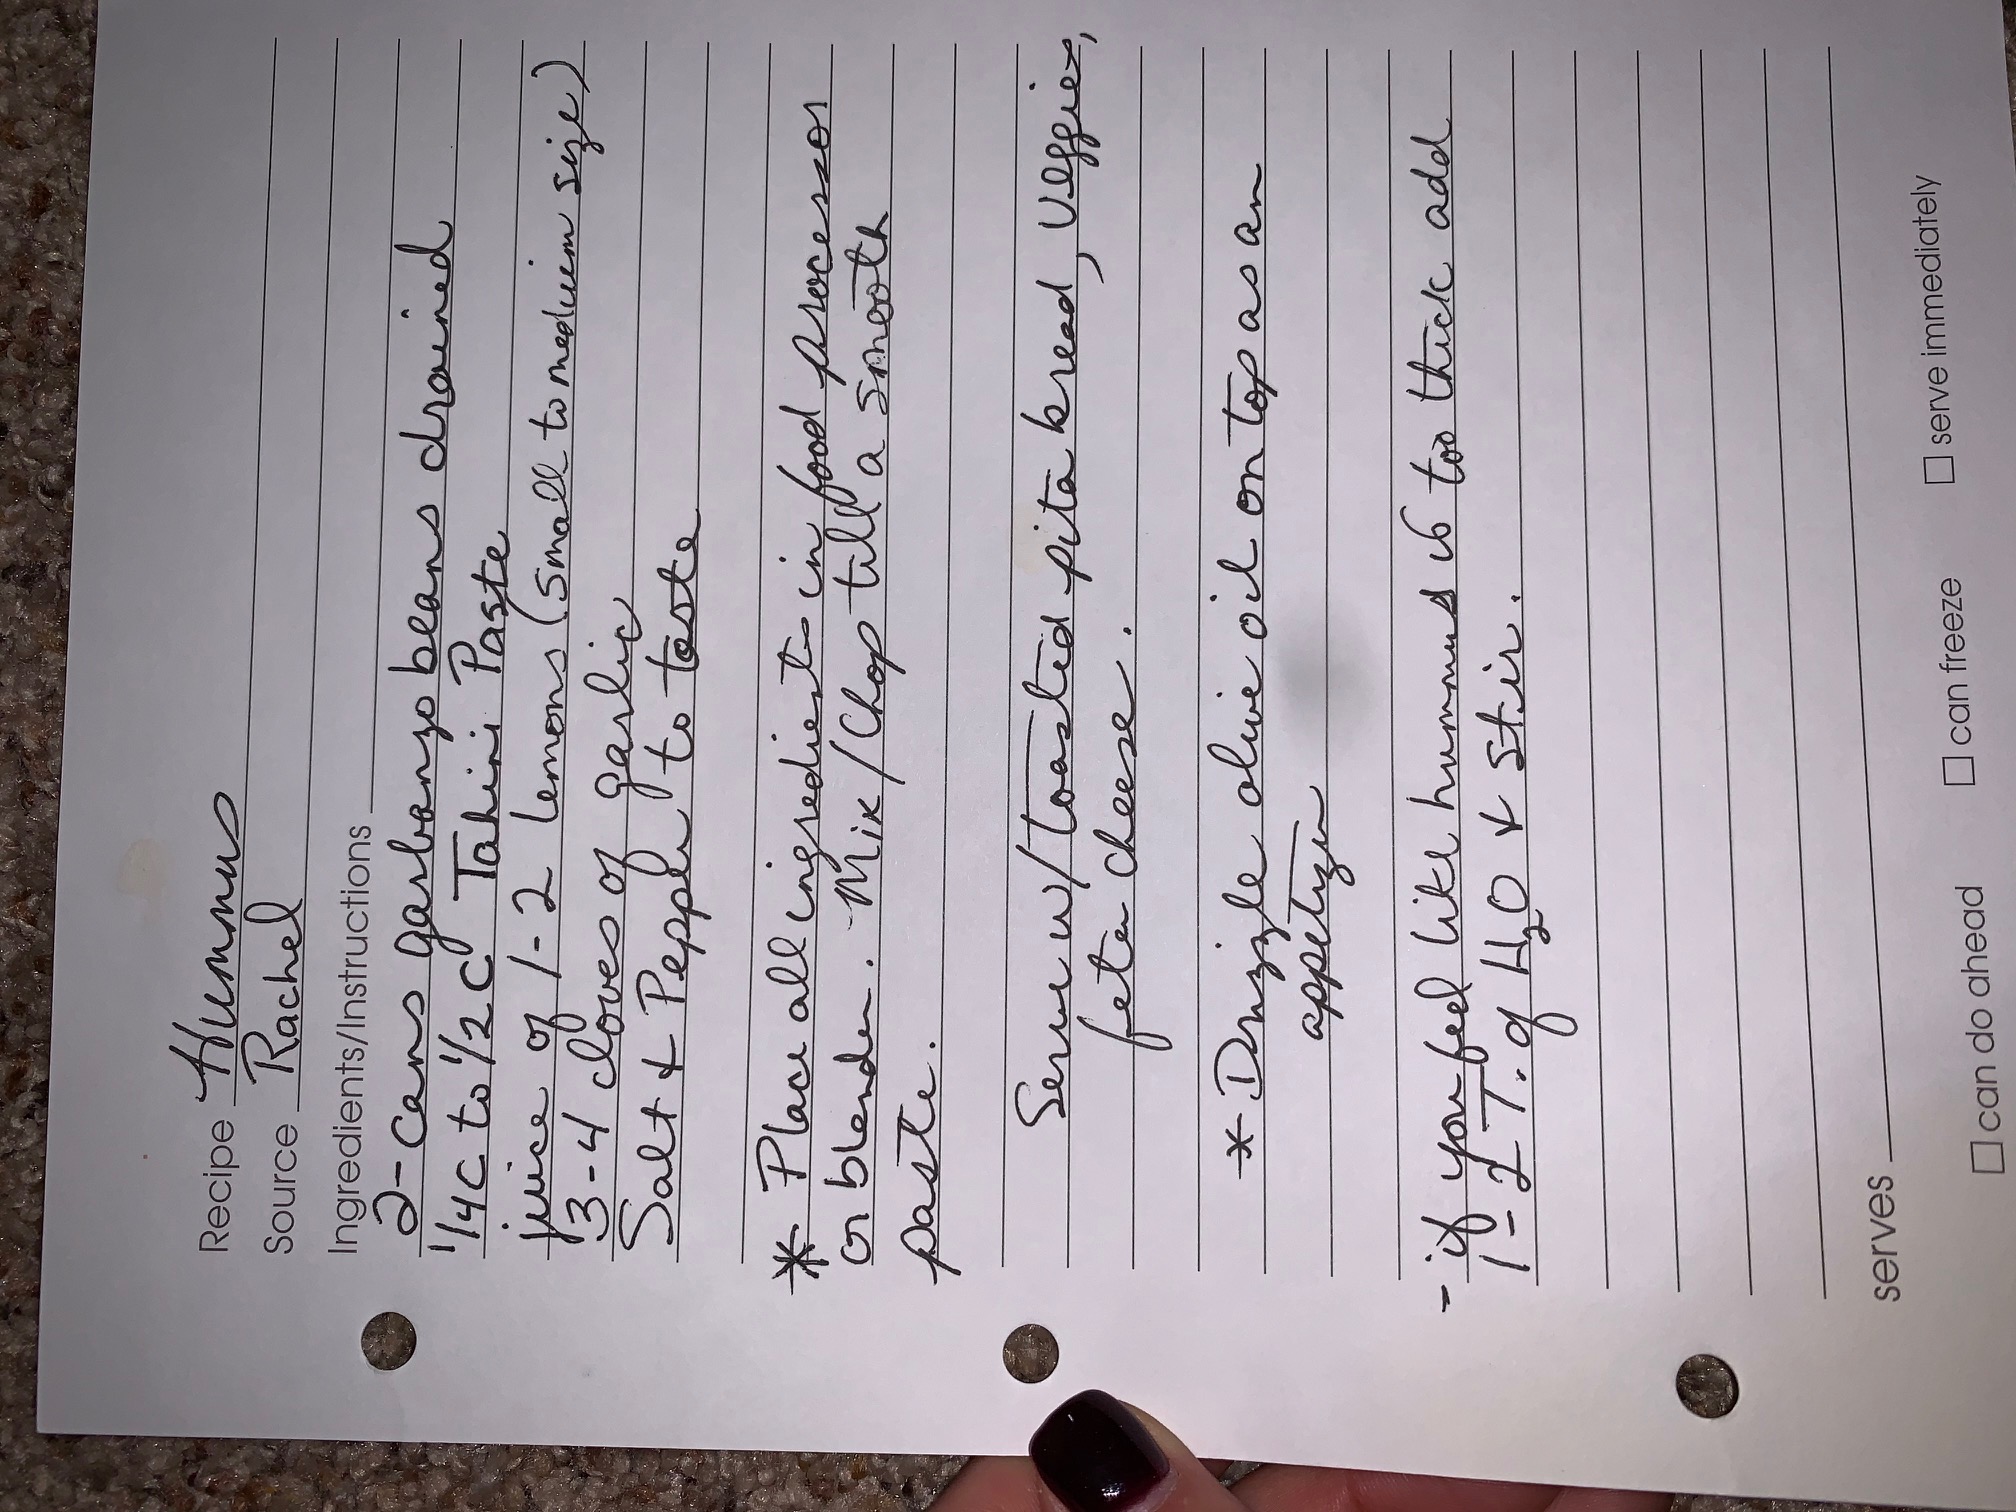 Recipe Hummus
Source Rachel
Ingredients/Instructions
2-cans garbanzo beans drained
1/4 C to 1/2 C Tahini Paste
juice of 1-2 lemons (small to meduim size)
3-4 cloves of garlic
Salt & Pepper to taste
* Place all ingredients in food processor
or blender. Mix/Chop till a smooth
paste.
Serve w/ toasted pita bread, veggies,
feta cheese.
* Drizzle olive oil on top as an
appetizer
- if you feel like hummus is too thick add
1-2 T. of H₂O & stir.
serves
☐ can do ahead ☐ can freeze ☐ serve immediately